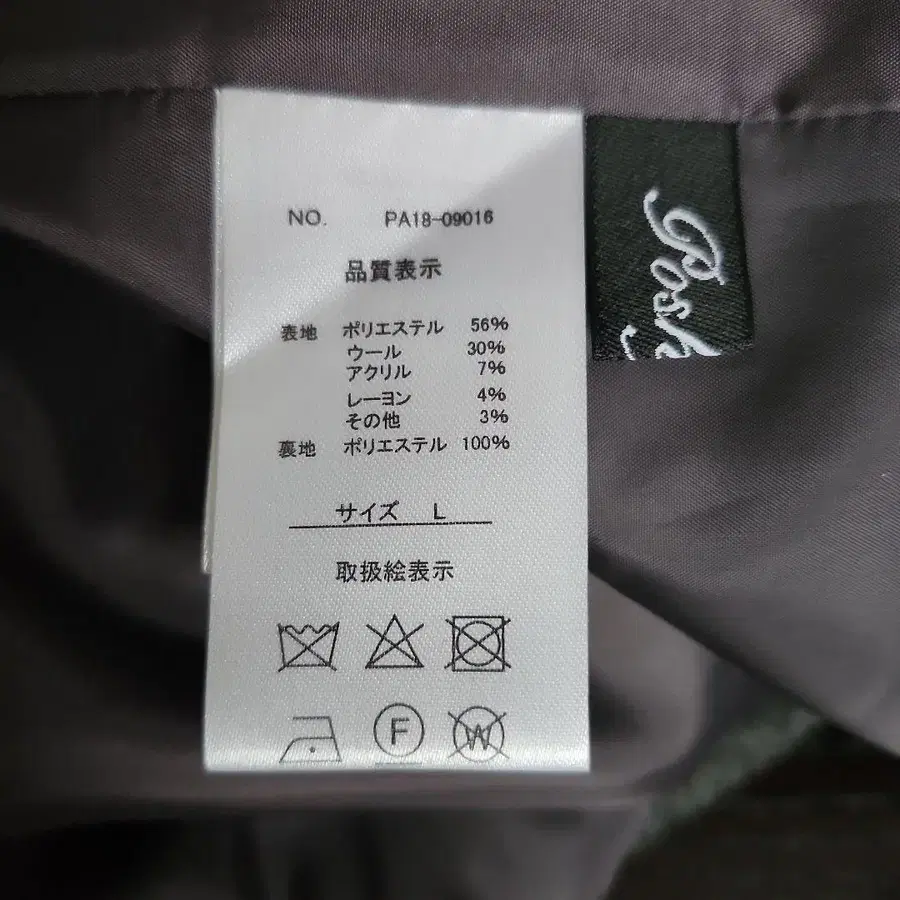 NO. PA18-09016
品質表示
表地 ポリエステル 56%
ウール 30%
アクリル 7%
レーヨン 4%
その他 3%
裏地 ポリエステル 100%
サイズ L
取扱絵表示
F
W